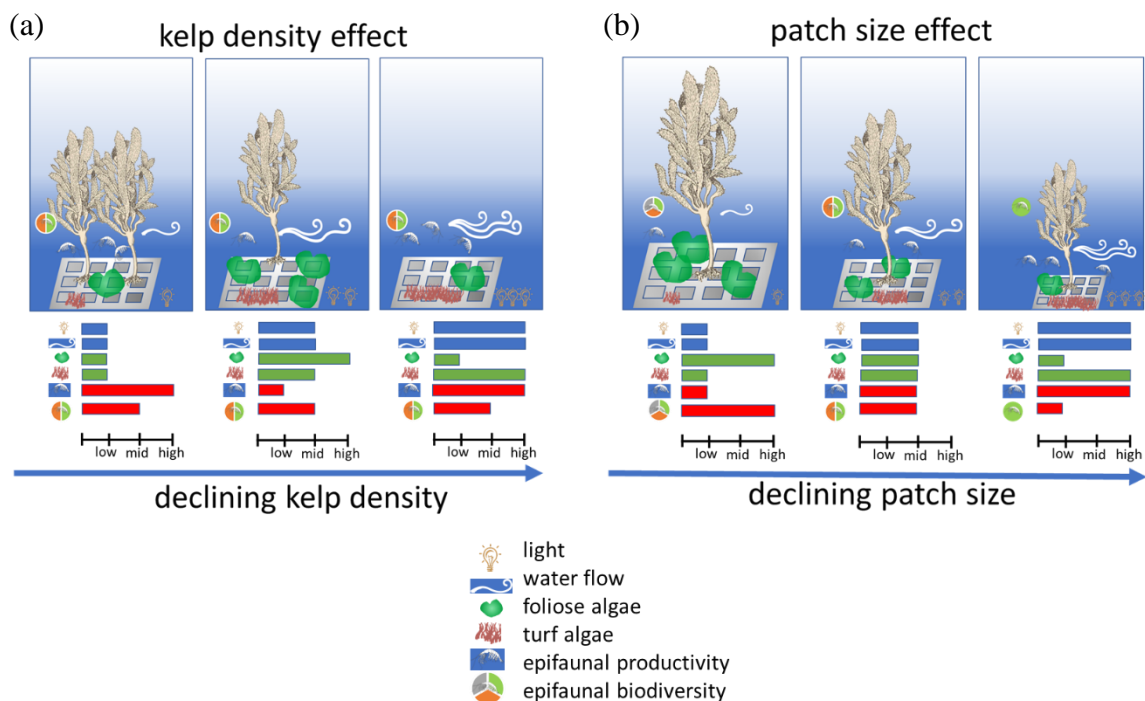 (a)
kelp density effect
low mid high
low mid high
low mid high
declining kelp density
(b)
patch size effect
low mid high
low mid high
low mid high
declining patch size
light
water flow
foliose algae
turf algae
epifaunal productivity
epifaunal biodiversity